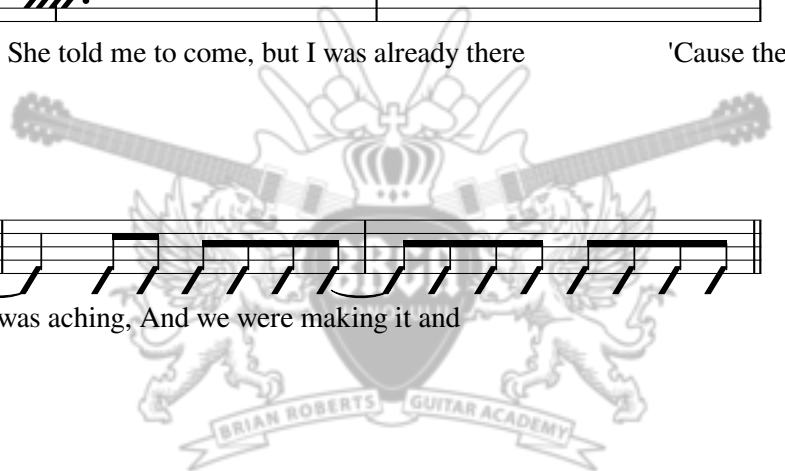 She told me to come, but I was already there 'Cause the
was aching, And we were making it and
BRIAN ROBERTS GUITAR ACADEMY